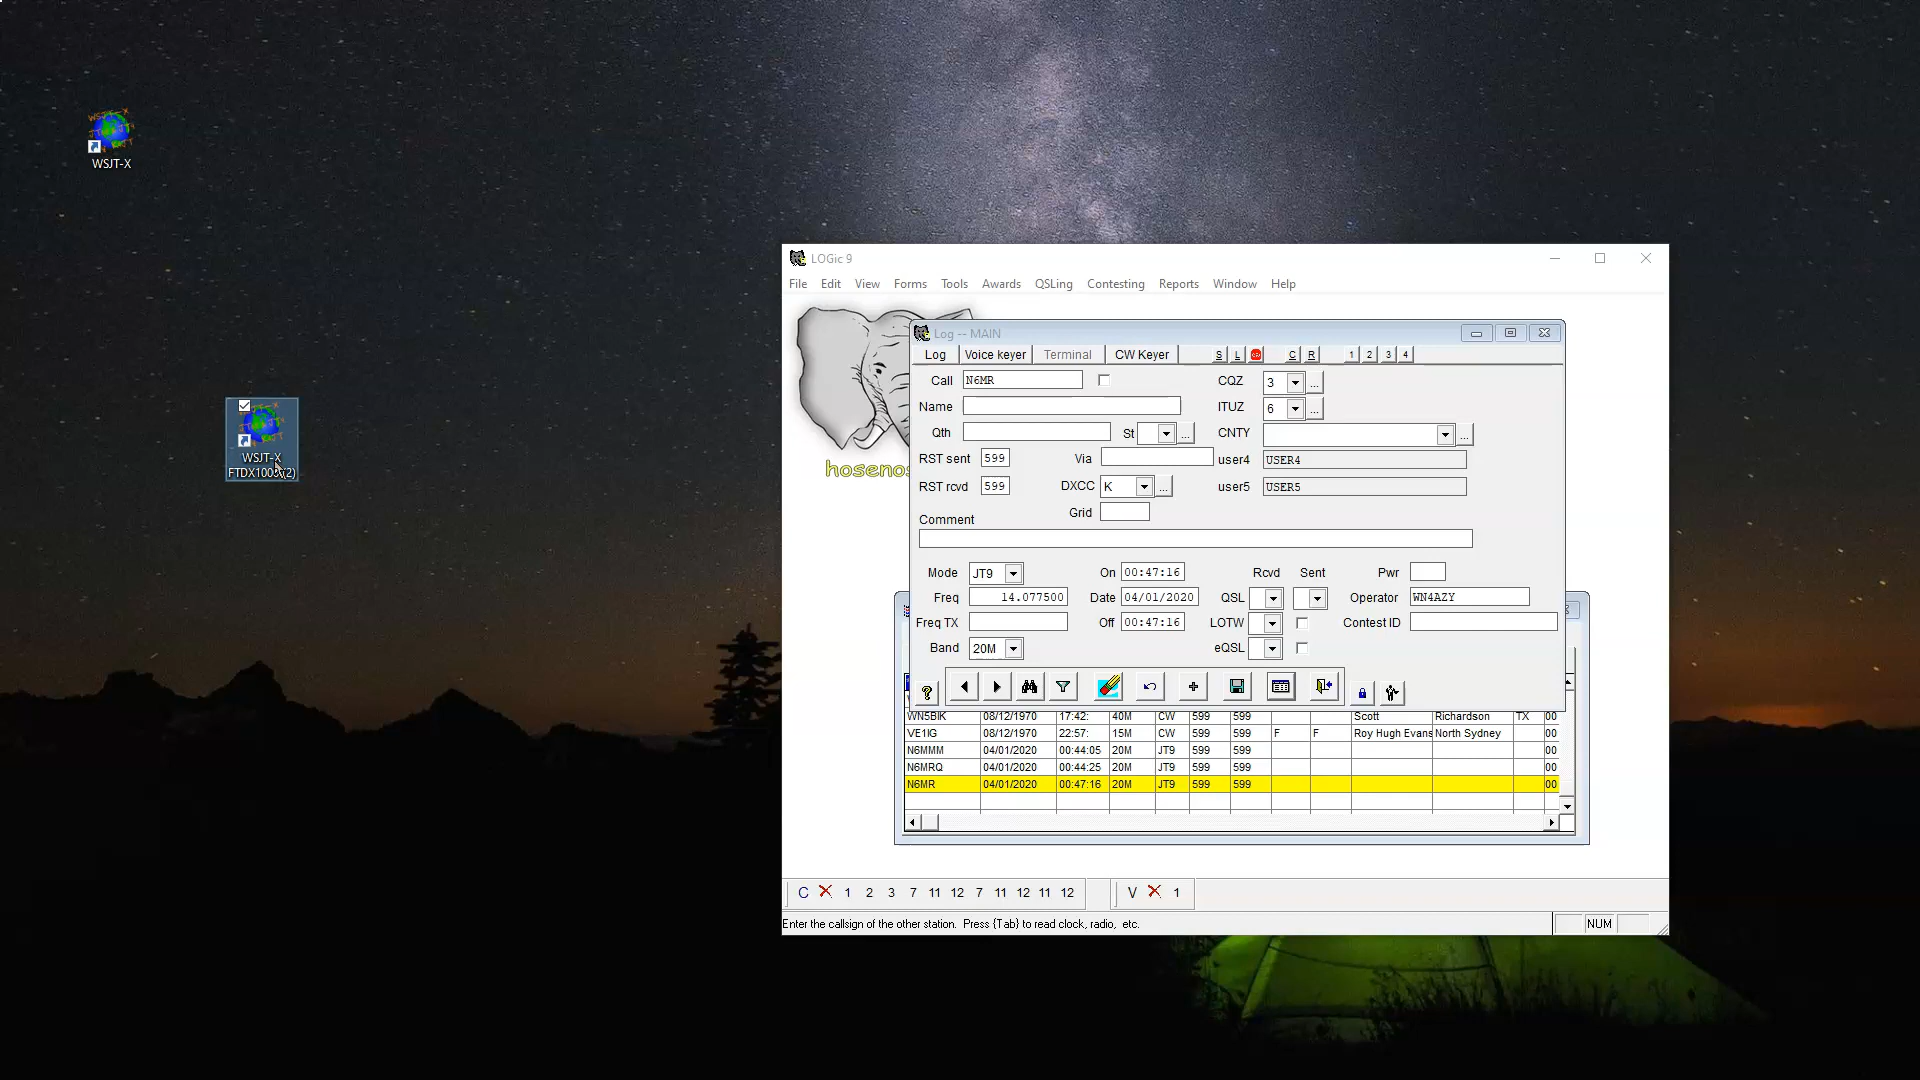 WSJT-X
WSJT-X
FTDX100
(2)
LOGic 9
File Edit View Forms Tools Awards QSLing Contesting Reports Window Help
Log -- MAIN
Log Voice keyer Terminal CW Keyer S L C R 1 2 3 4
Call N6MR CQZ 3 ...
Name ITUZ 6 ...
Qth St ... CNTY ...
RST sent 599 Via user4 USER4
RST rcvd 599 DXCC K ... user5 USER5
Grid
Comment
Mode JT9 On 00:47:16 Rcvd Sent Pwr
Freq 14.077500 Date 04/01/2020 QSL Operator WN4AZY
Freq TX Off 00:47:16 LOTW Contest ID
Band 20M eQSL
hosenos
WN5BIK 08/12/1970 17:42: 40M CW 599 599 Scott Richardson TX 00
VE1IG 08/12/1970 22:57: 15M CW 599 599 F F Roy Hugh Evans North Sydney 00
N6MMM 04/01/2020 00:44:05 20M JT9 599 599 00
N6MRQ 04/01/2020 00:44:25 20M JT9 599 599 00
N6MR 04/01/2020 00:47:16 20M JT9 599 599 00
C 1 2 3 7 11 12 7 11 12 11 12 V 1
Enter the callsign of the other station. Press {Tab} to read clock, radio, etc. NUM